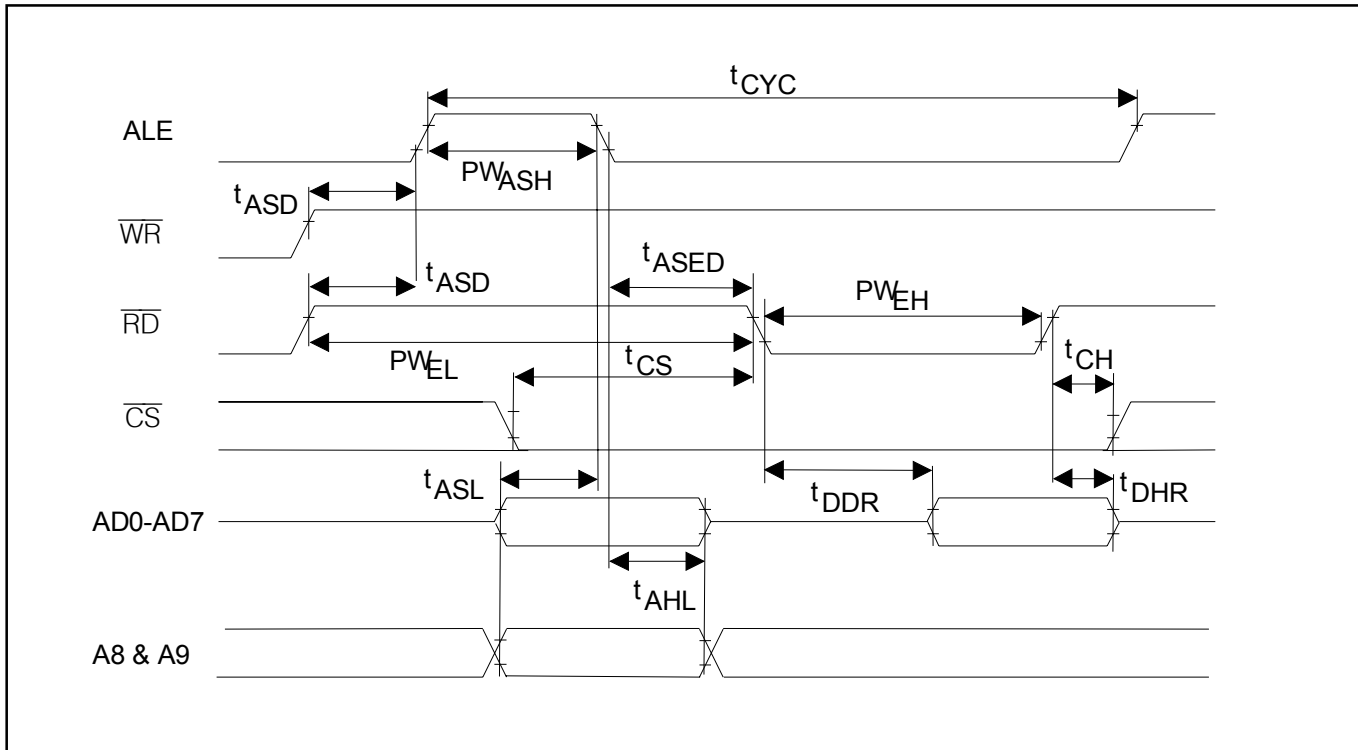 tCYC
ALE
PWASH
tASD
WR
tASED
tASD
PWEH
RD
PWEL
tCS
tCH
CS
tASL
tDDR
tDHR
AD0-AD7
tAHL
A8 & A9